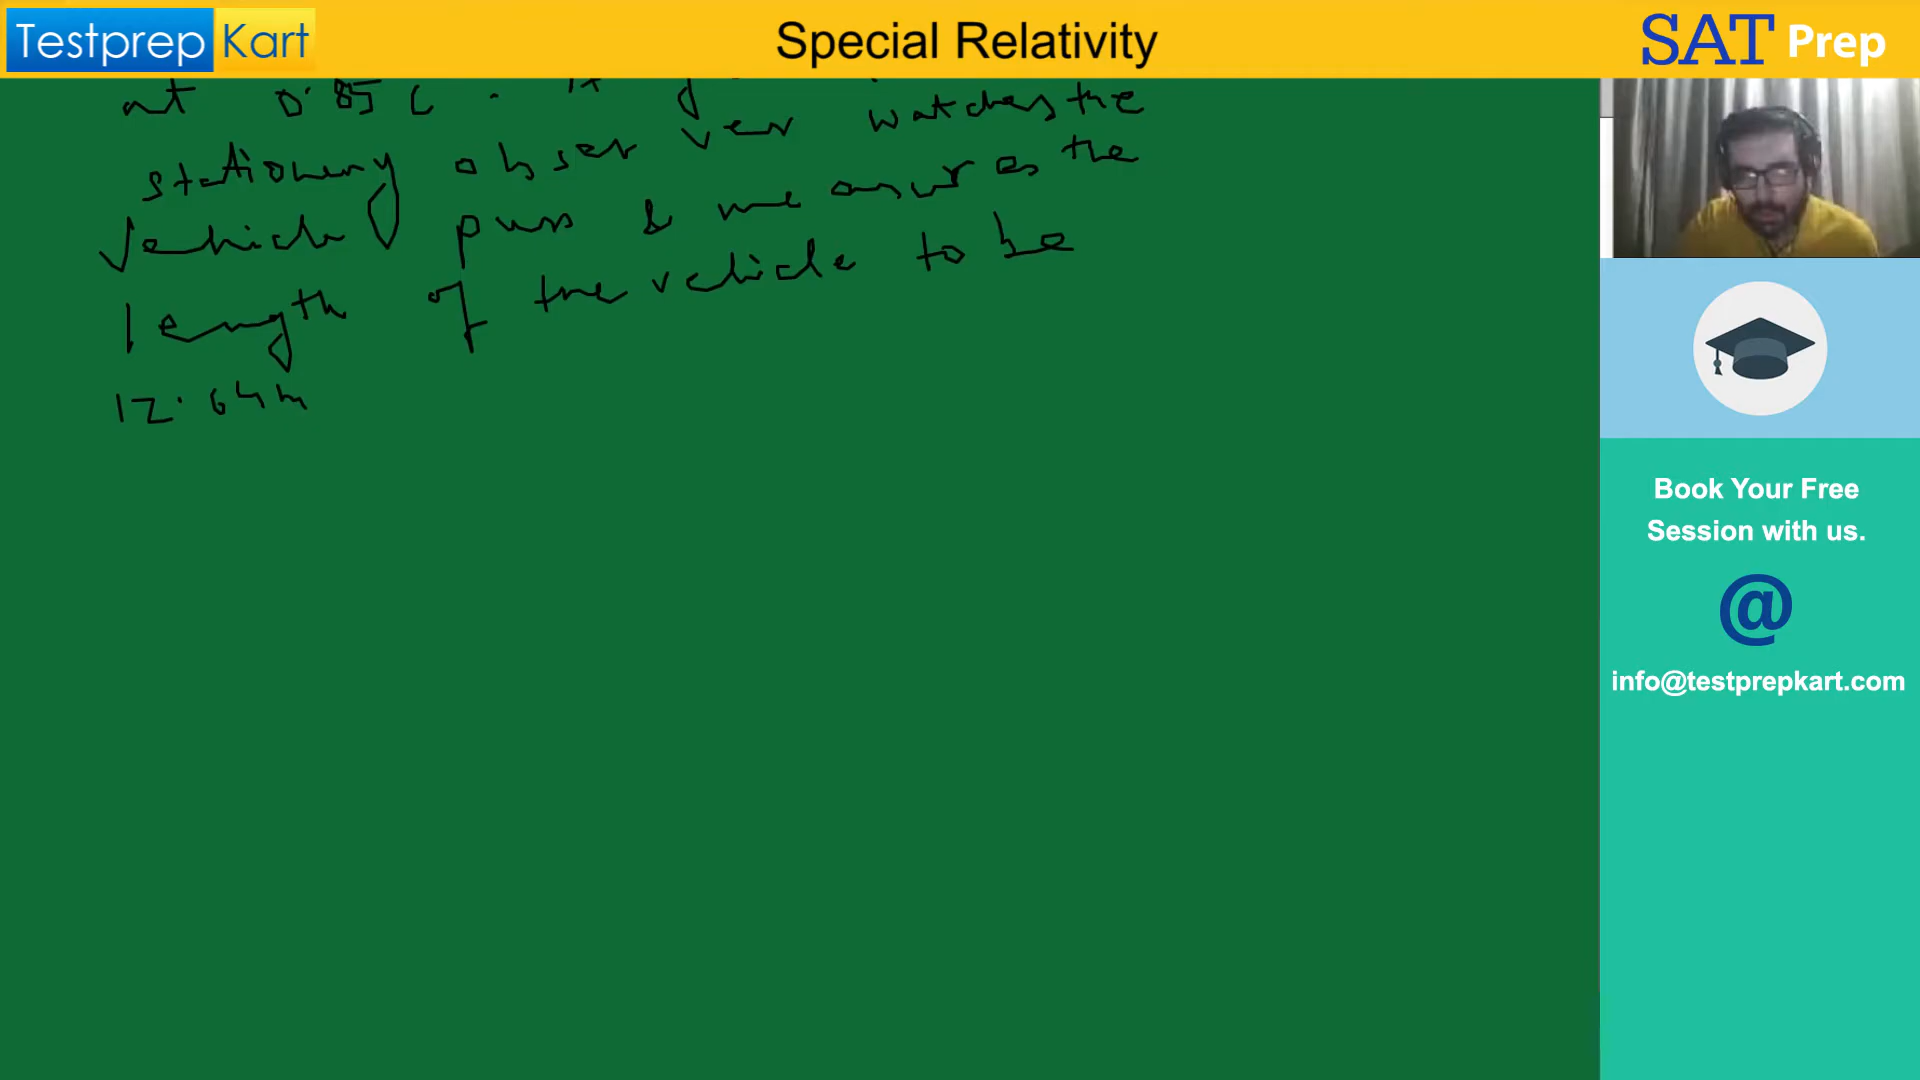 Testprep Kart
Special Relativity
SAT Prep
at 0.85 c.
stationery observer watches the
vehicle pass & measures the
length of the vehicle to be
12.64m
Book Your Free
Session with us.
@
info@testprepkart.com